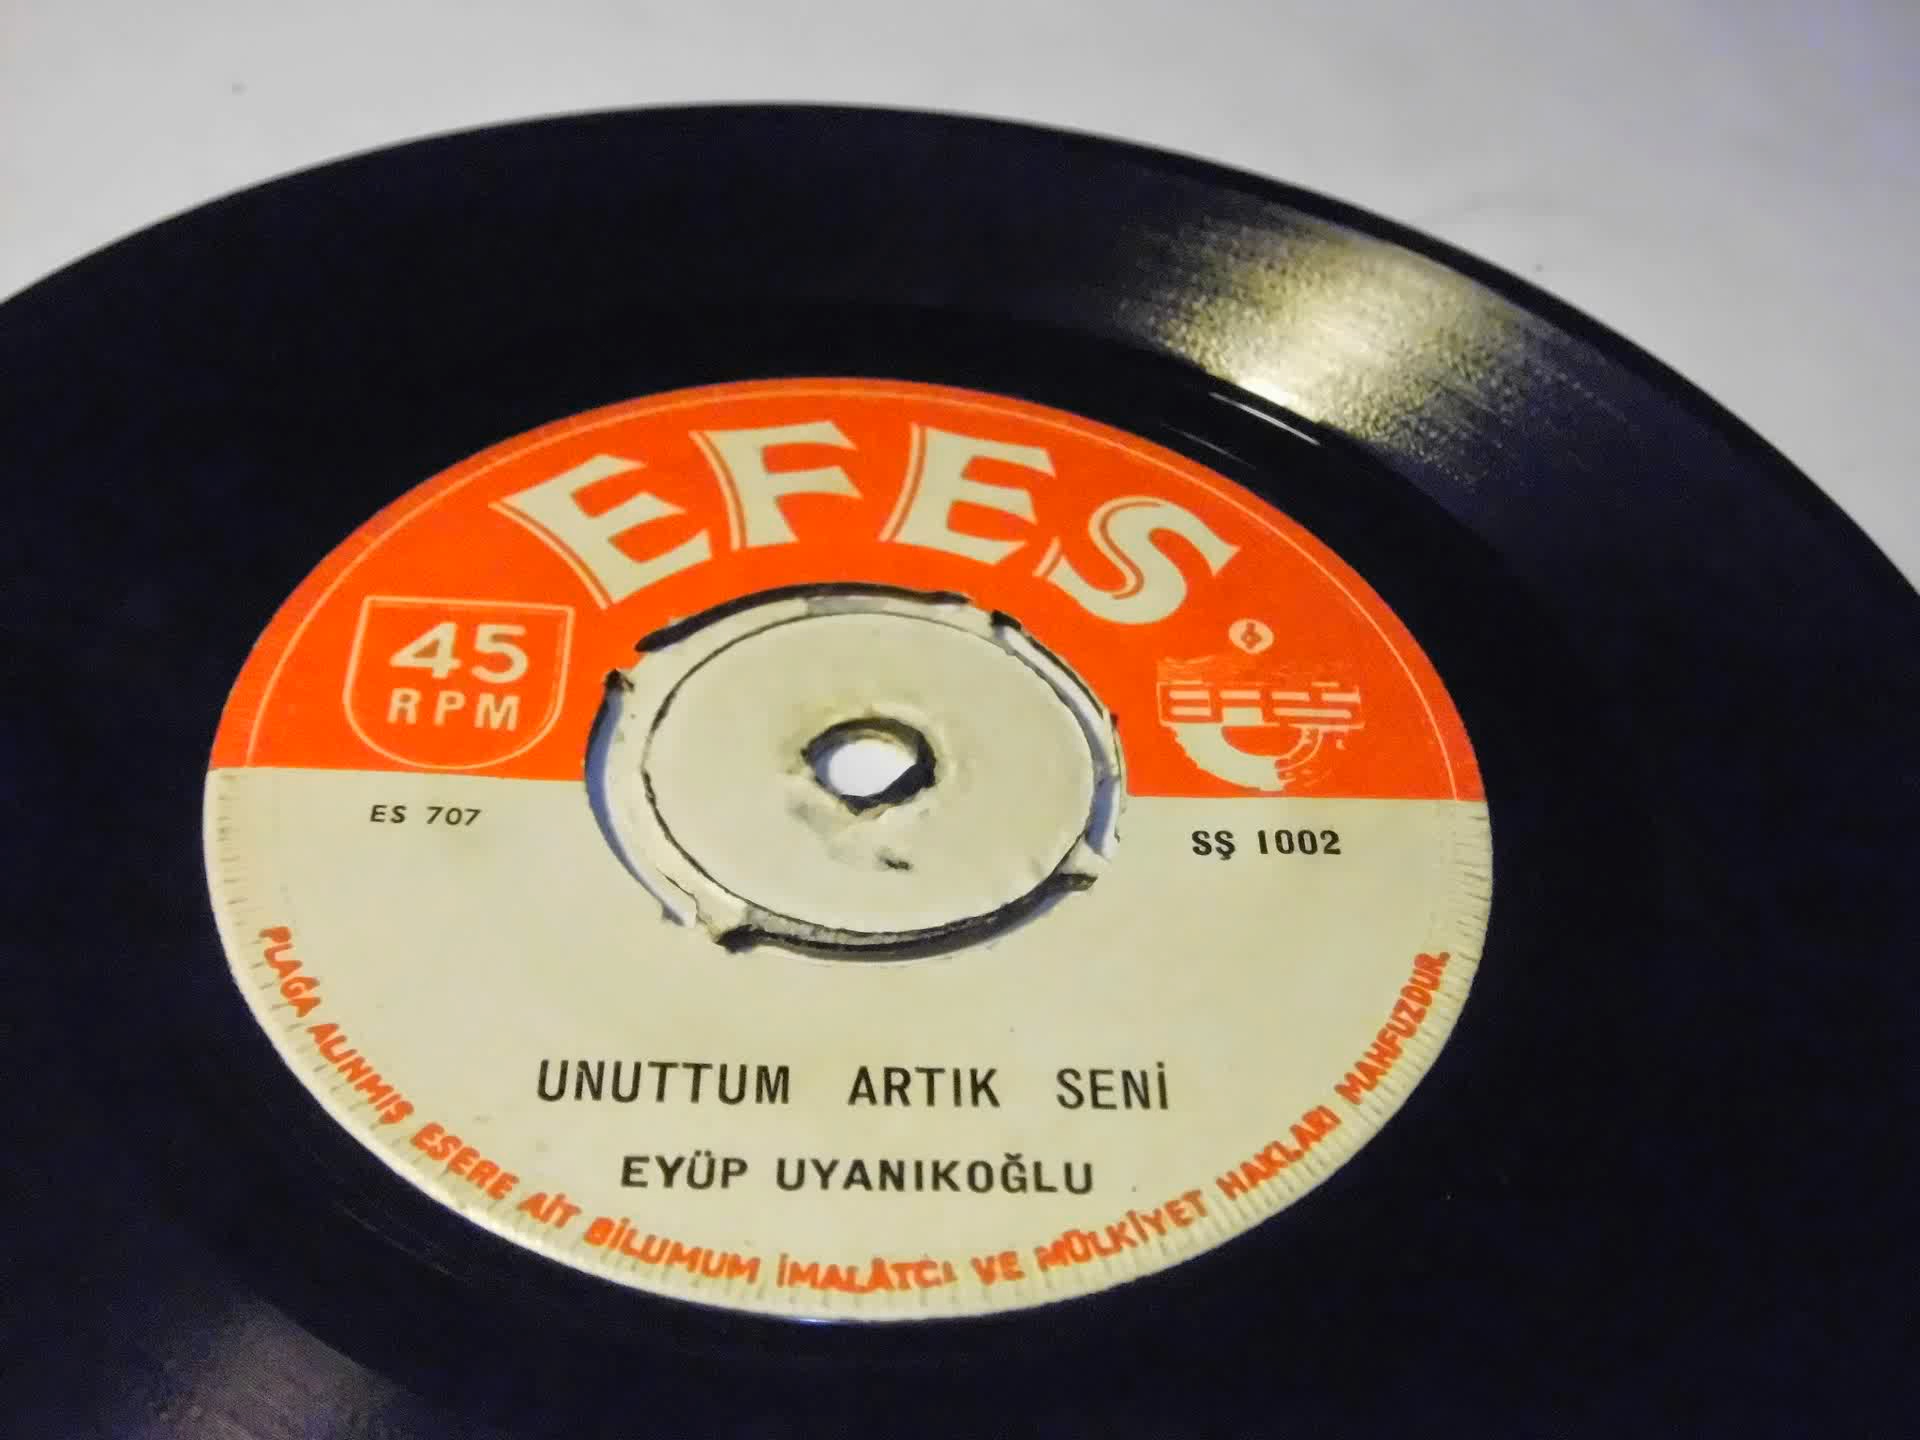 EFES
45
RPM
EFES
ES 707
SŞ 1002
UNUTTUM ARTIK SENİ
EYÜP UYANIKOĞLU
PLAĞA ALINMIŞ ESERE AİT BİLUMUM İMALÂTCI VE MÜLKİYET HAKLARI MAHFUZDUR.